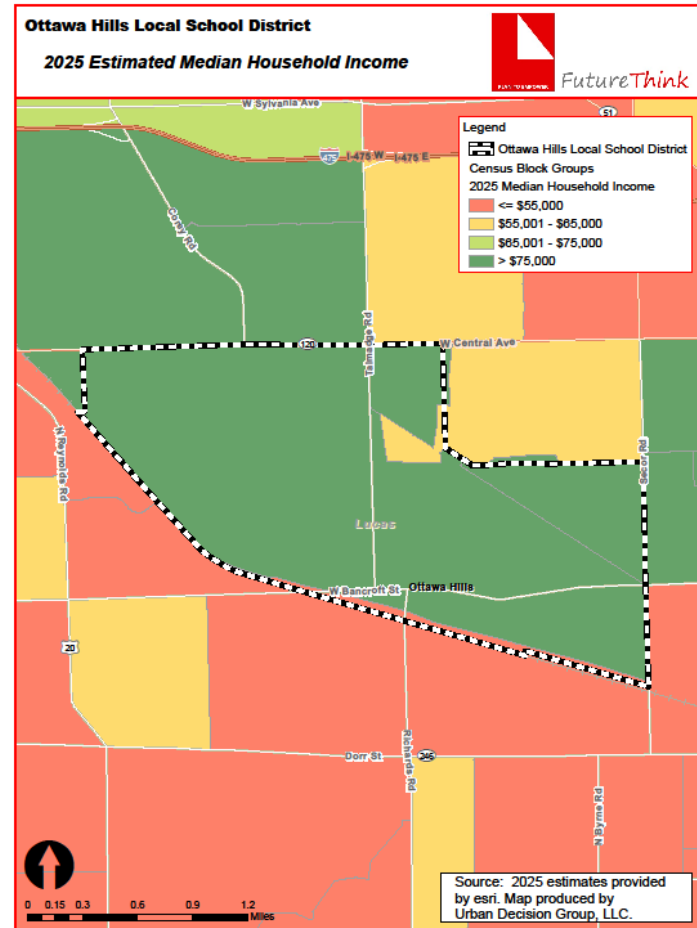 Ottawa Hills Local School District
2025 Estimated Median Household Income
FutureThink
W Sylvania Ave
51
475
I-475 W
I-475 E
Legend
Ottawa Hills Local School District
Census Block Groups
2025 Median Household Income
<= $55,000
$55,001 - $65,000
$65,001 - $75,000
> $75,000
Corey Rd
Talmadge Rd
120
W Central Ave
N Reynolds Rd
Secor Rd
Lucas
W Bancroft St
Ottawa Hills
20
Dorr St
246
Richards Rd
N Byrne Rd
0 0.15 0.3 0.6 0.9 1.2
Miles
Source: 2025 estimates provided
by esri. Map produced by
Urban Decision Group, LLC.